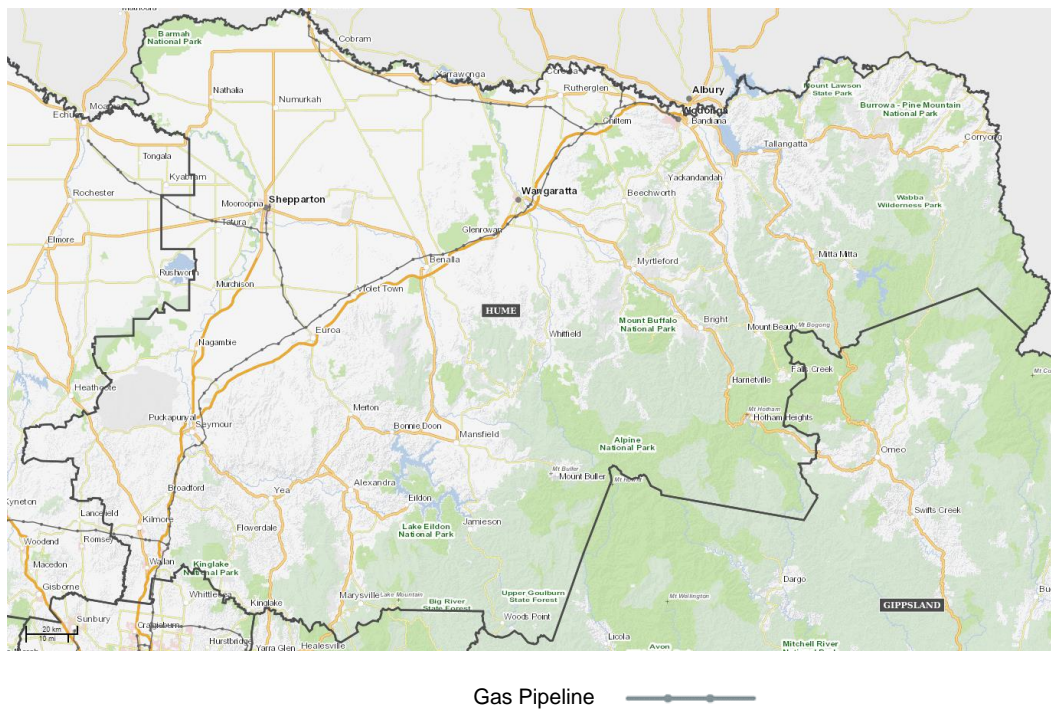 Barmah
National Park
Cobram
Yarrawonga
Rutherglen
Albury
Wodonga
Bandiana
Mount Lawson
State Park
Burrowa - Pine Mountain
National Park
Corryong
Nathalia
Numurkah
Chiltern
Tallangatta
Tongala
Kyabram
Rochester
Mooroopna
Shepparton
Tatura
Wangaratta
Beechworth
Yackandandah
Wabba
Wilderness Park
Elmore
Rushworth
Murchison
Glenrowan
Benalla
Myrtleford
Mitta Mitta
Violet Town
HUME
Euroa
Whitfield
Mount Buffalo
National Park
Bright
Mount Beauty
Mt Bogong
Nagambie
Heathcote
Harrietville
Falls Creek
Puckapunyal
Seymour
Merton
Bonnie Doon
Mansfield
Mt Hotham
Hotham Heights
Alpine
National Park
Omeo
Mt Buller
Mount Buller
Mt Howitt
Broadford
Yea
Alexandra
Eildon
Kyneton
Lancefield
Kilmore
Flowerdale
Lake Eildon
National Park
Jamieson
Swifts Creek
Woodend
Romsey
Macedon
Wallan
Kinglake
National Park
Gisborne
Whittlesea
Kinglake
Marysville
Lake Mountain
Big River
State Forest
Upper Goulburn
State Forest
Woods Point
Mt Wellington
Dargo
GIPPSLAND
20 km
10 mi
Sunbury
Craigieburn
Hurstbridge
Yarra Glen
Healesville
Licola
Avon
Mitchell River
Gas Pipeline